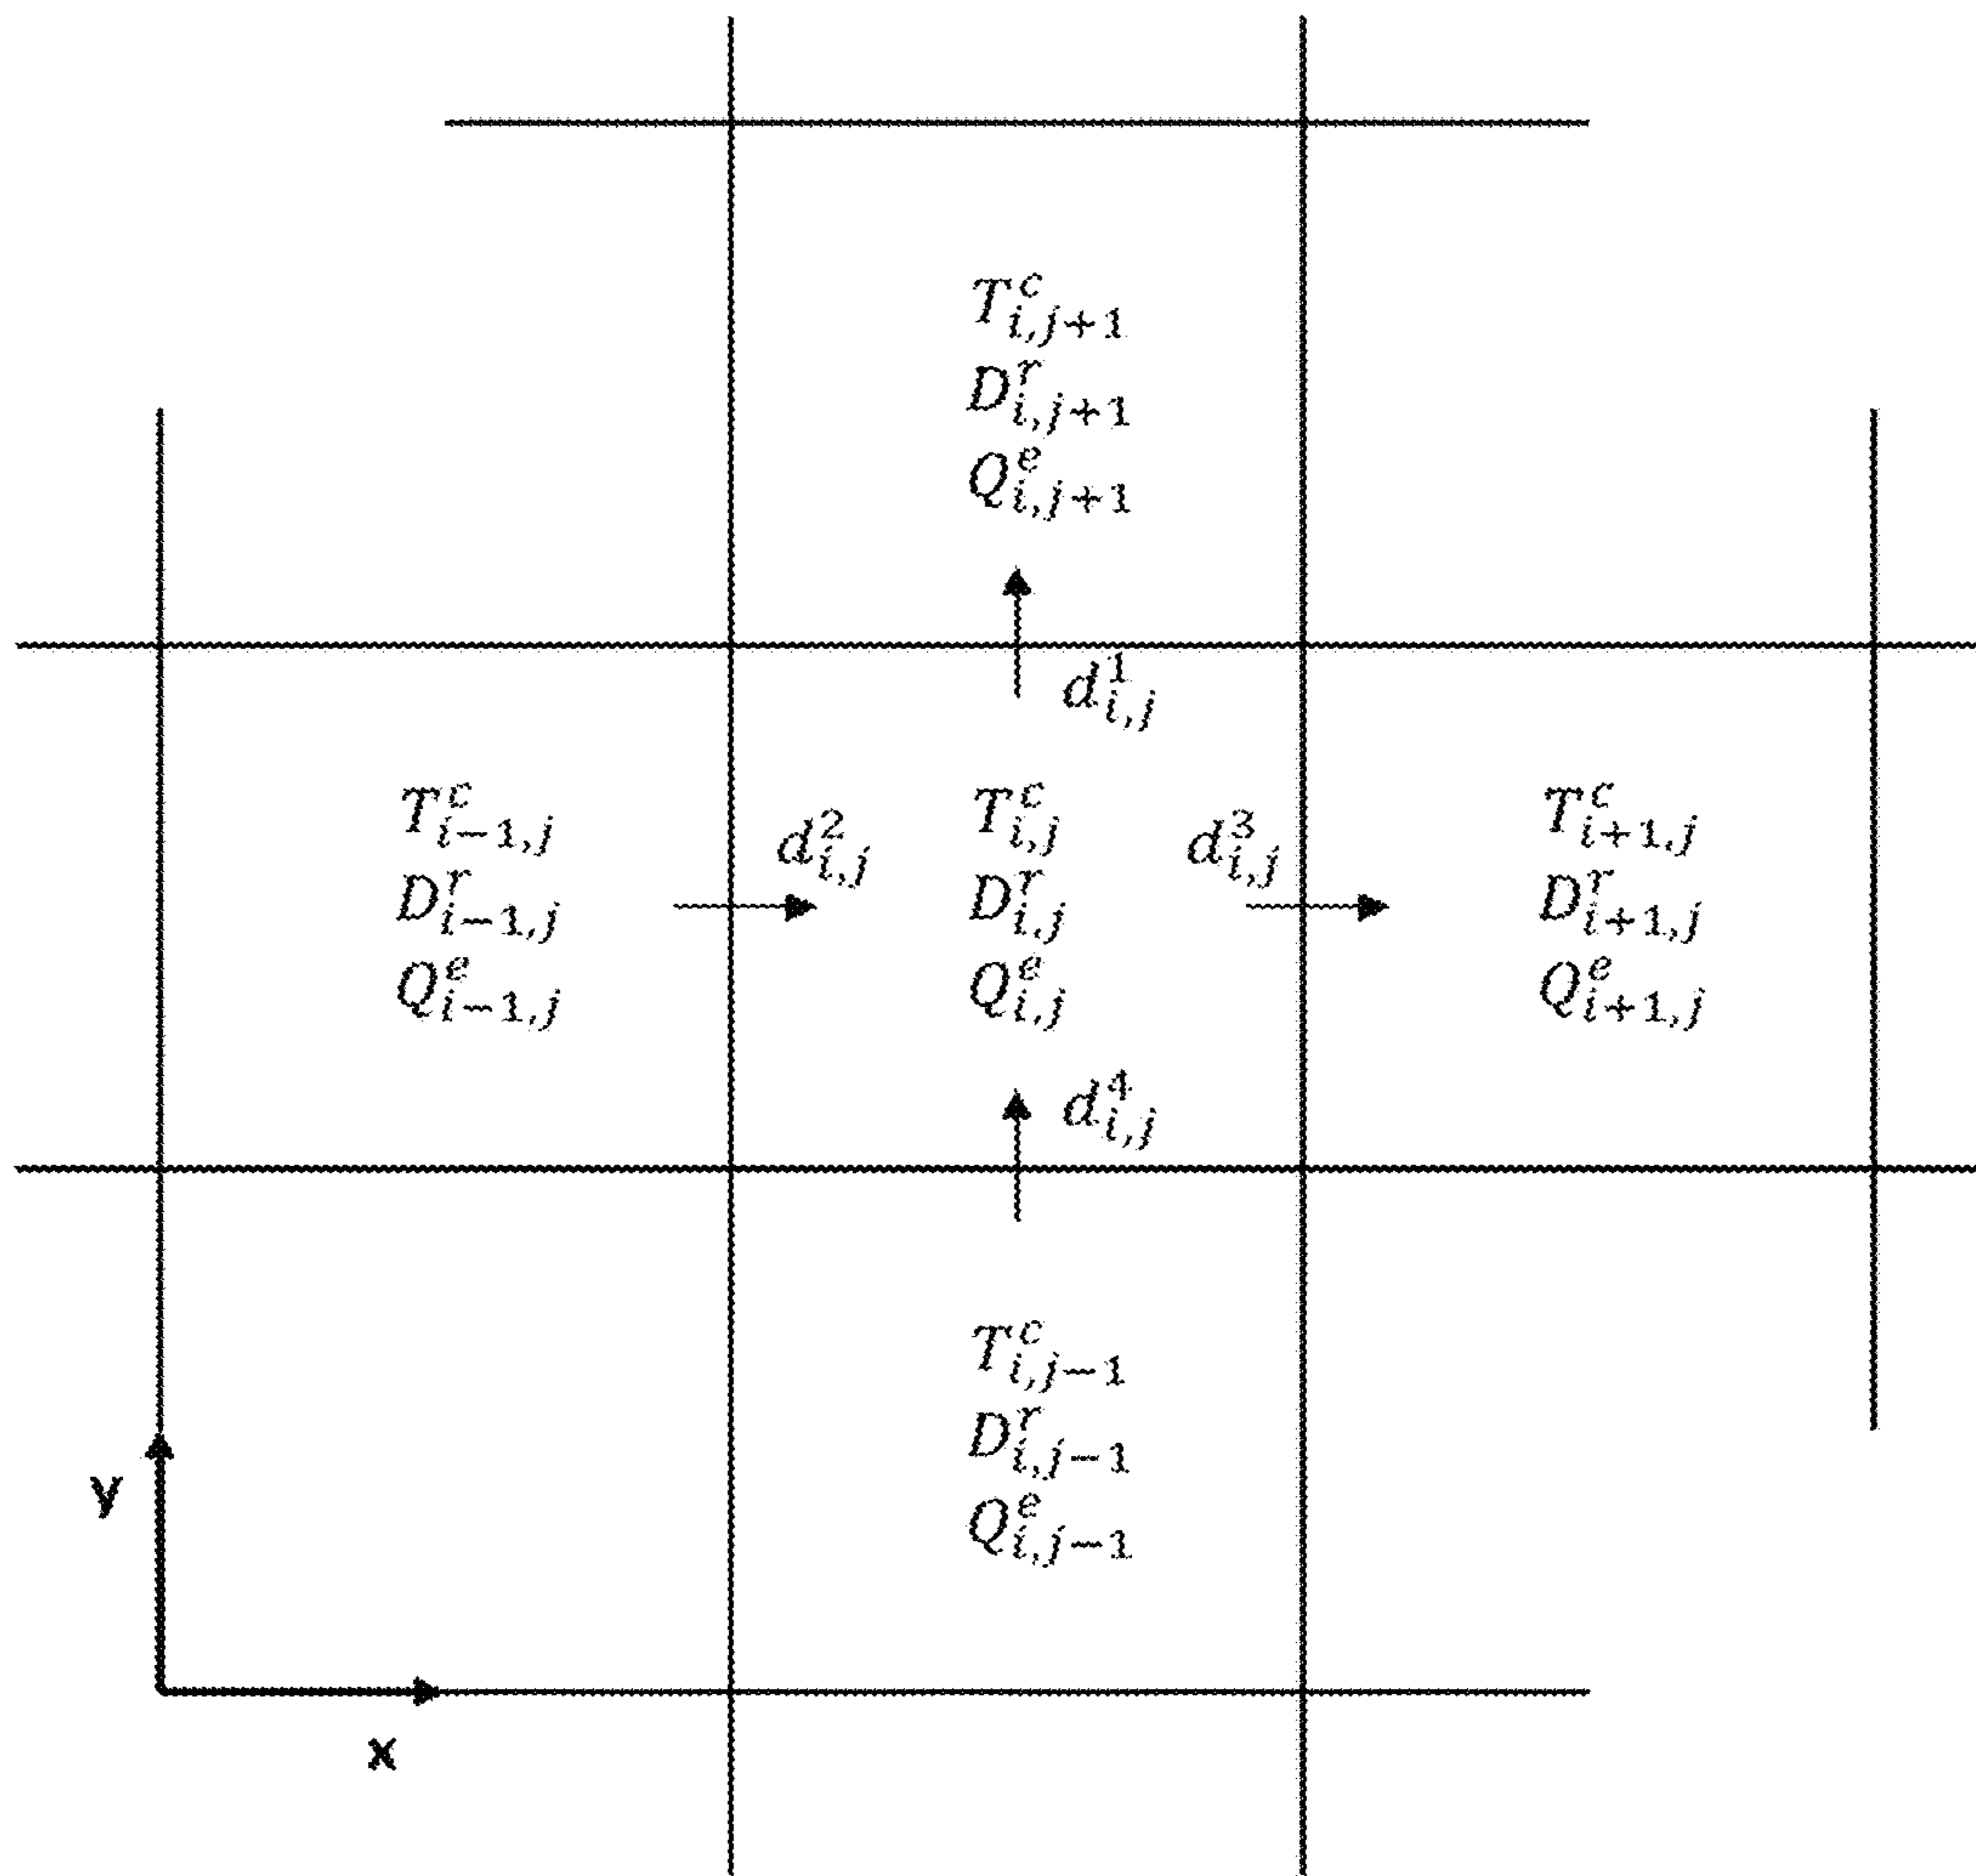 T^c_{i,j+1}
D^r_{i,j+1}
Q^e_{i,j+1}
d^1_{i,j}
T^c_{i-1,j}
D^r_{i-1,j}
Q^e_{i-1,j}
d^2_{i,j}
T^c_{i,j}
D^r_{i,j}
Q^e_{i,j}
d^3_{i,j}
T^c_{i+1,j}
D^r_{i+1,j}
Q^e_{i+1,j}
d^4_{i,j}
T^c_{i,j-1}
D^r_{i,j-1}
Q^e_{i,j-1}
y
x